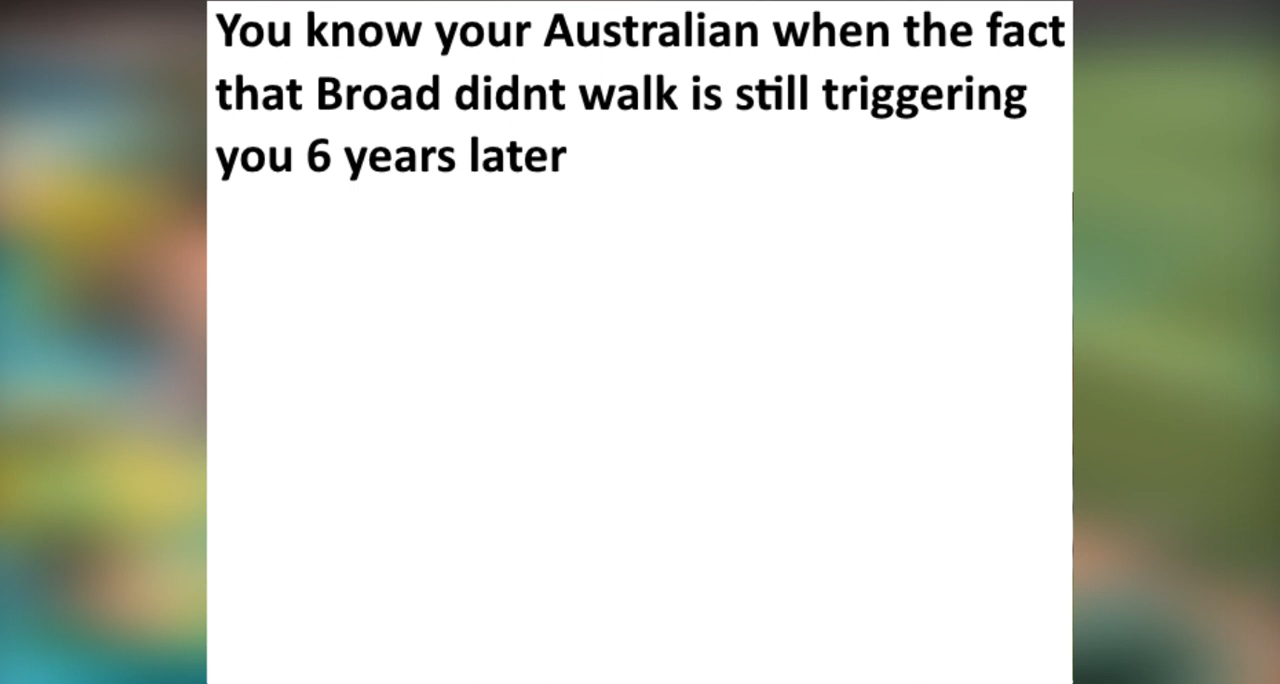 You know your Australian when the fact
that Broad didnt walk is still triggering
you 6 years later